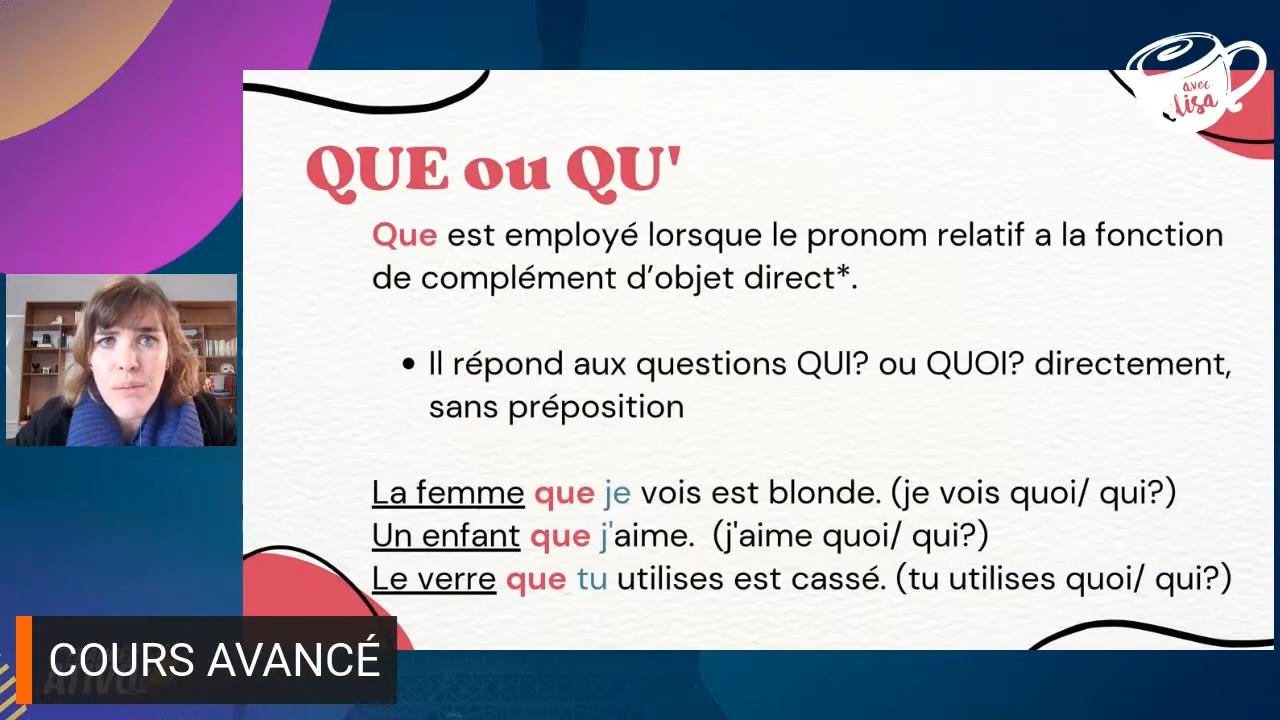 avec
elisa
QUE ou QU'
Que est employé lorsque le pronom relatif a la fonction
de complément d’objet direct*.
• Il répond aux questions QUI? ou QUOI? directement,
sans préposition
La femme que je vois est blonde. (je vois quoi/ qui?)
Un enfant que j'aime. (j'aime quoi/ qui?)
Le verre que tu utilises est cassé. (tu utilises quoi/ qui?)
COURS AVANCÉ